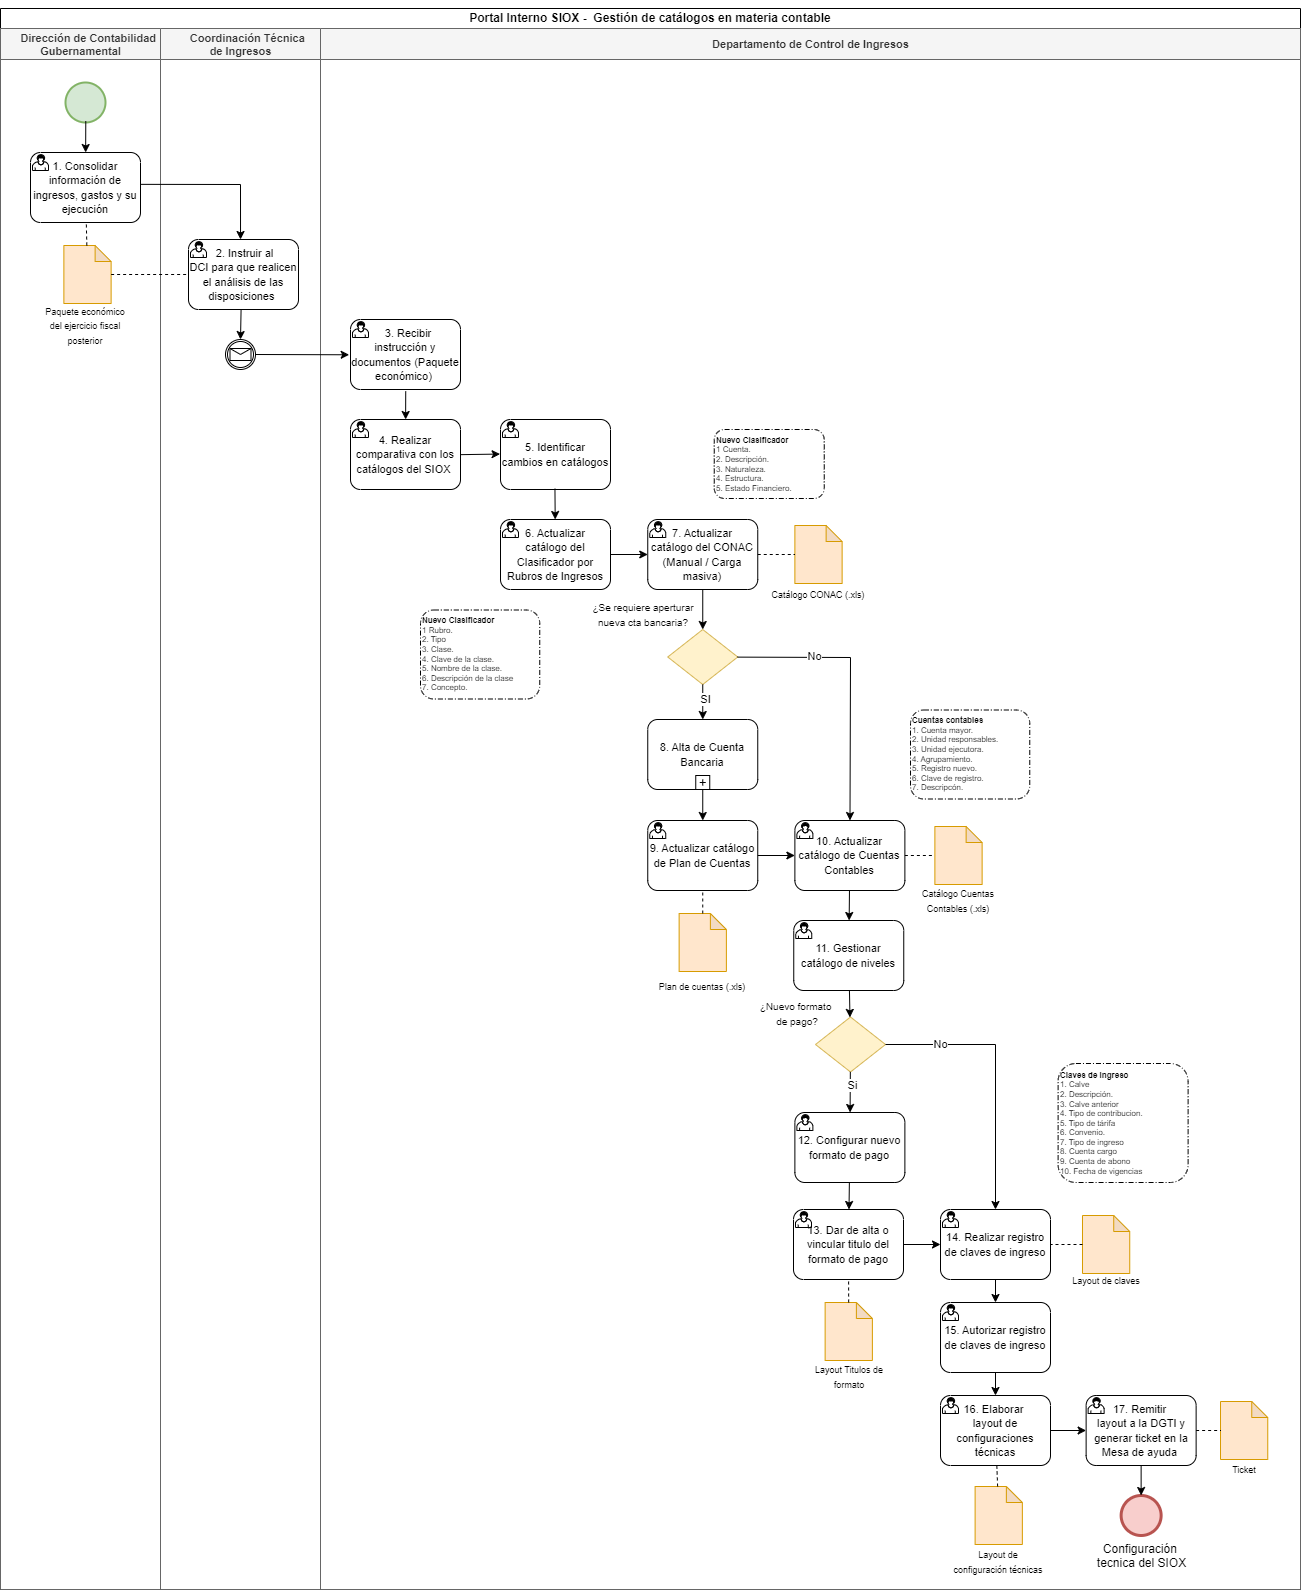 Portal Interno SIOX -  Gestión de catálogos en materia contable
Dirección de Contabilidad
Gubernamental
Coordinación Técnica
de Ingresos
Departamento de Control de Ingresos
1. Consolidar
información de
ingresos, gastos y su
ejecución
Paquete económico
del ejercicio fiscal
posterior
2. Instruir al
DCI para que realicen
el análisis de las
disposiciones
3. Recibir
instrucción y
documentos (Paquete
económico)
4. Realizar
comparativa con los
catálogos del SIOX
5. Identificar
cambios en catálogos
Nuevo Clasificador
1 Cuenta.
2. Descripción.
3. Naturaleza.
4. Estructura.
5. Estado Financiero.
6. Actualizar
catálogo del
Clasificador por
Rubros de Ingresos
7. Actualizar
catálogo del CONAC
(Manual / Carga
masiva)
Catálogo CONAC (.xls)
Nuevo Clasificador
1 Rubro.
2. Tipo
3. Clase.
4. Clave de la clase.
5. Nombre de la clase.
6. Descripción de la clase
7. Concepto.
¿Se requiere aperturar
nueva cta bancaria?
No
SI
8. Alta de Cuenta
Bancaria
Cuentas contables
1. Cuenta mayor.
2. Unidad responsables.
3. Unidad ejecutora.
4. Agrupamiento.
5. Registro nuevo.
6. Clave de registro.
7. Descripcón.
9. Actualizar catálogo
de Plan de Cuentas
Plan de cuentas (.xls)
10. Actualizar
catálogo de Cuentas
Contables
Catálogo Cuentas
Contables (.xls)
11. Gestionar
catálogo de niveles
¿Nuevo formato
de pago?
No
Si
12. Configurar nuevo
formato de pago
Claves de Ingreso
1. Calve
2. Descripción.
3. Calve anterior
4. Tipo de contribucion.
5. Tipo de tárifa
6. Convenio.
7. Tipo de ingreso
8. Cuenta cargo
9. Cuenta de abono
10. Fecha de vigencias
13. Dar de alta o
vincular titulo del
formato de pago
Layout Titulos de
formato
14. Realizar registro
de claves de ingreso
Layout de claves
15. Autorizar registro
de claves de ingreso
16. Elaborar
layout de
configuraciones
técnicas
Layout de
configuración técnicas
17. Remitir
layout a la DGTI y
generar ticket en la
Mesa de ayuda
Ticket
Configuración
tecnica del SIOX